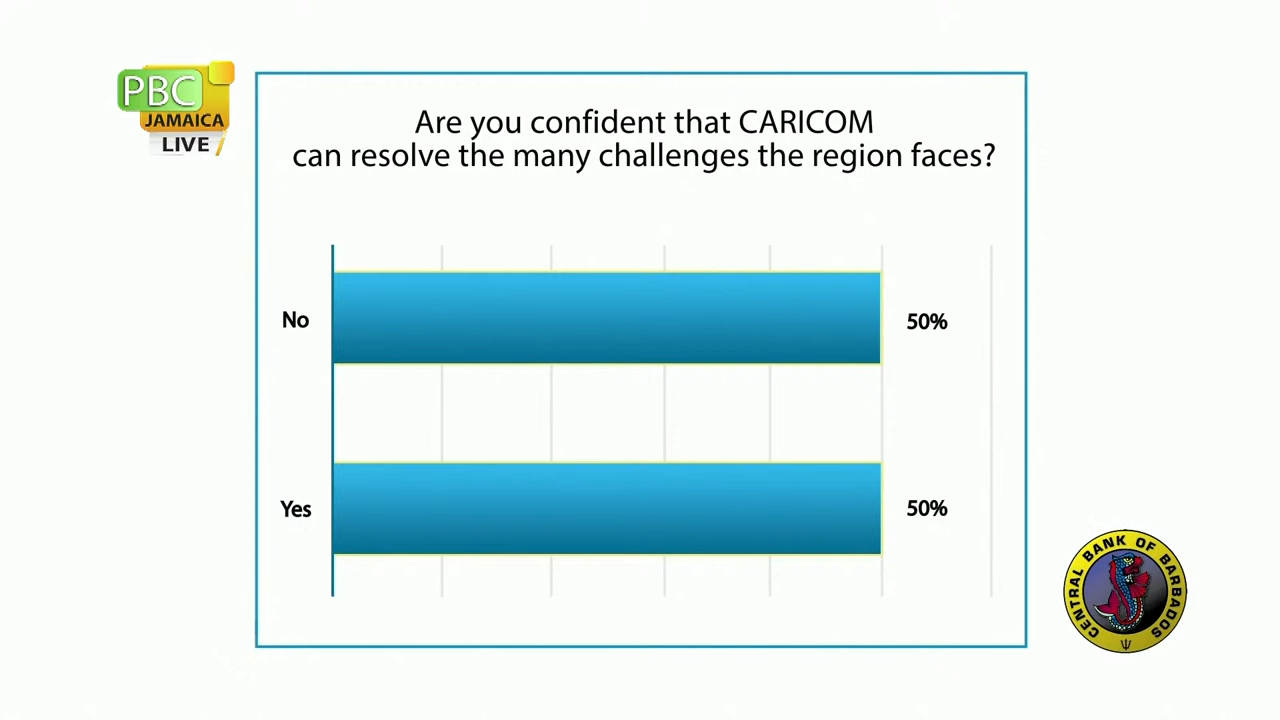 PBC
JAMAICA
LIVE
Are you confident that CARICOM
can resolve the many challenges the region faces?
No
50%
Yes
50%
CENTRAL BANK OF BARBADOS